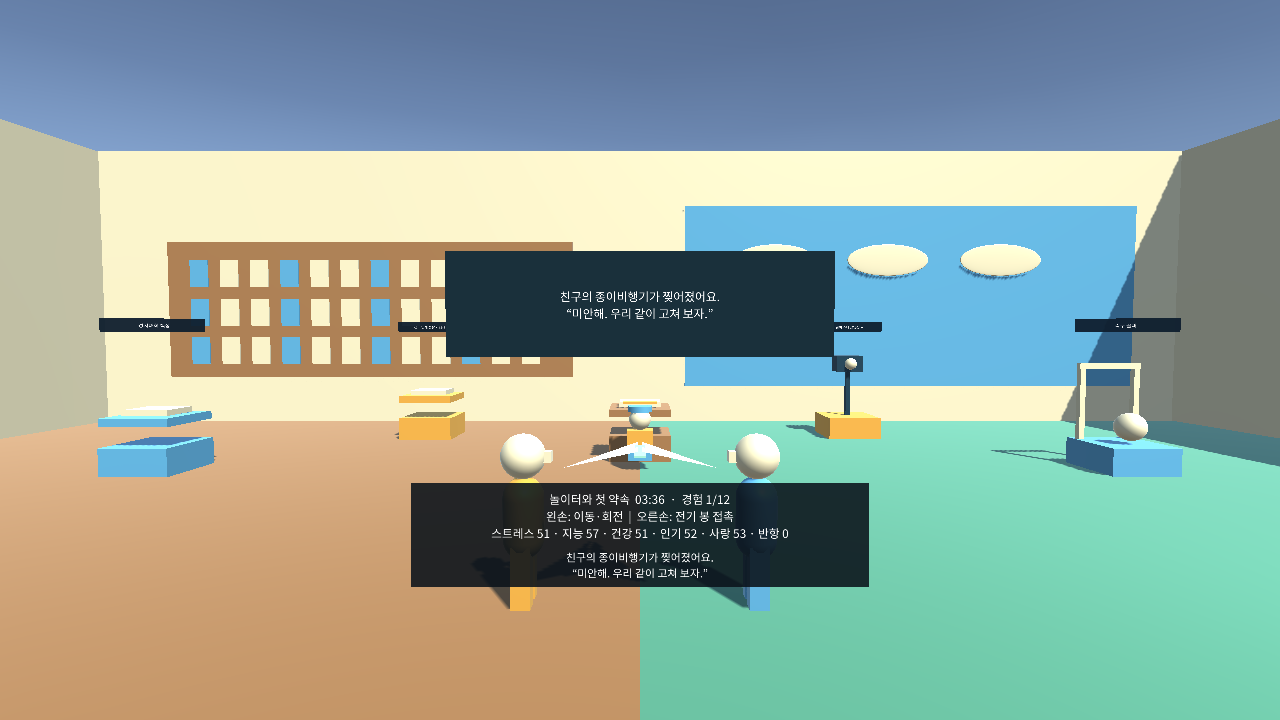 친구의 종이비행기가 찢어졌어요.
“미안해. 우리 같이 고쳐 보자.”
놀이터와 첫 약속 03:36 · 경험 1/12
왼손: 이동·회전 | 오른손: 전기 봉 접촉
스트레스 51 · 지능 57 · 건강 51 · 인기 52 · 사랑 53 · 반항 0
친구의 종이비행기가 찢어졌어요.
“미안해. 우리 같이 고쳐 보자.”